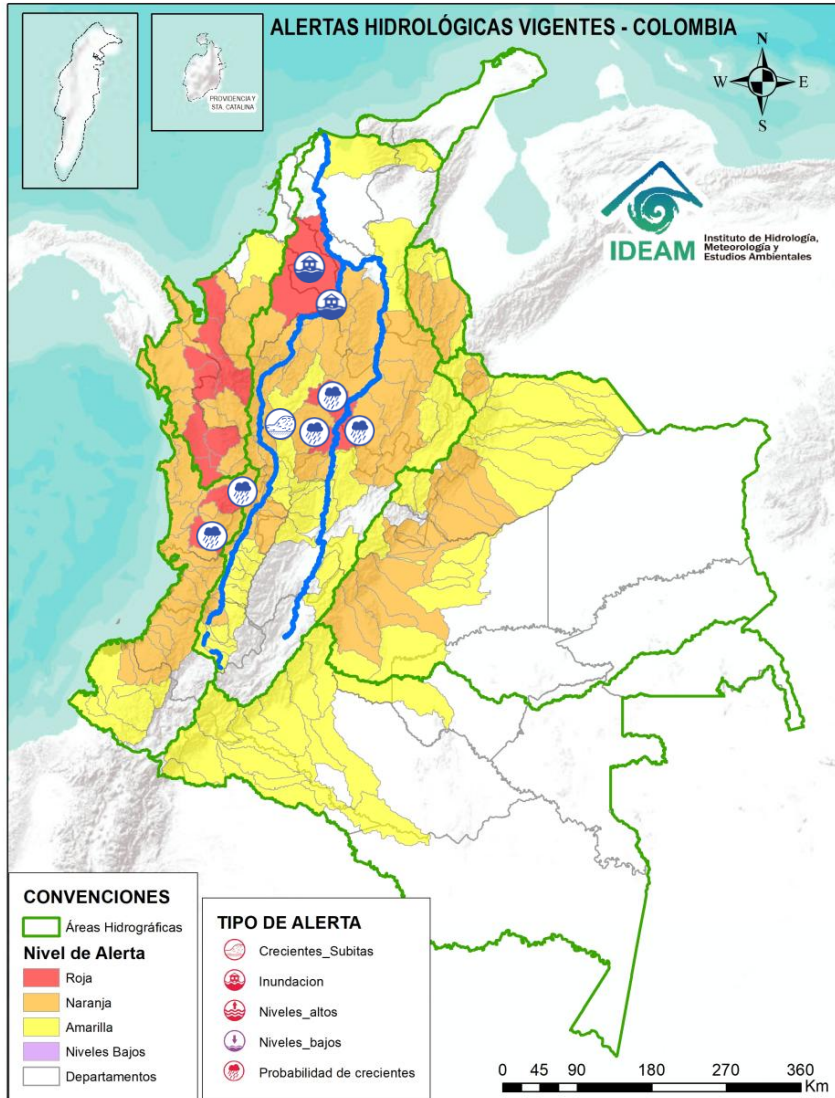 ALERTAS HIDROLÓGICAS VIGENTES - COLOMBIA
PROVIDENCIA Y
STA. CATALINA
N
W
E
S
IDEAM
Instituto de Hidrología,
Meteorología y
Estudios Ambientales
CONVENCIONES
Áreas Hidrográficas
Nivel de Alerta
Roja
Naranja
Amarilla
Niveles Bajos
Departamentos
TIPO DE ALERTA
Crecientes_Subitas
Inundacion
Niveles_altos
Niveles_bajos
Probabilidad de crecientes
0 45 90 180 270 360
Km